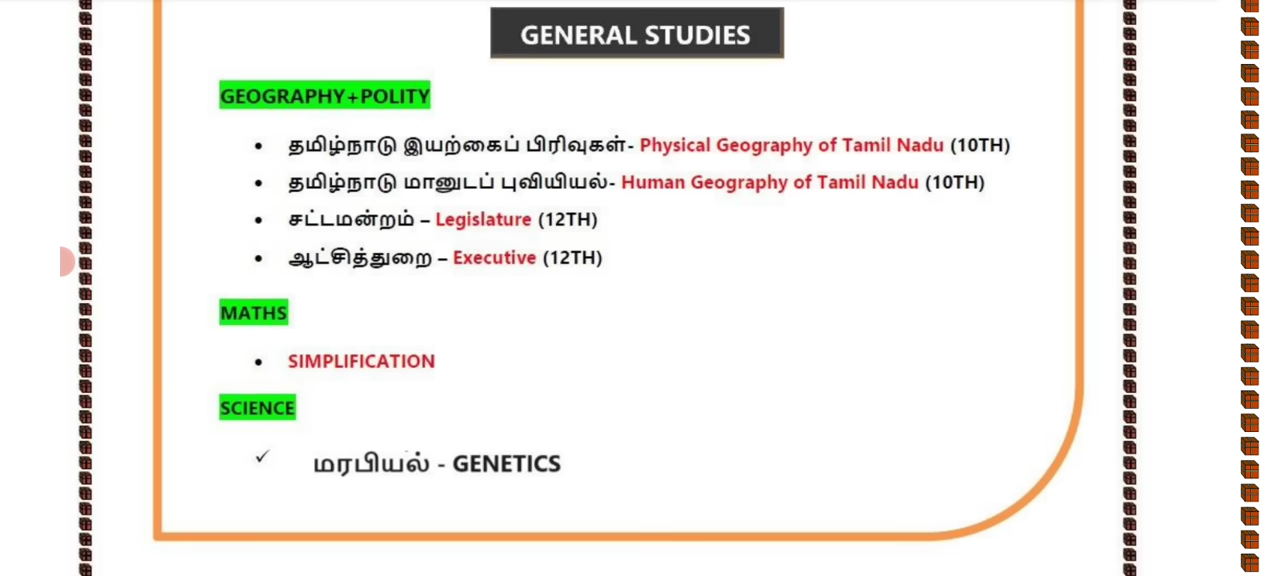 GENERAL STUDIES
GEOGRAPHY+POLITY
• தமிழ்நாடு இயற்கைப் பிரிவுகள்- Physical Geography of Tamil Nadu (10TH)
• தமிழ்நாடு மானுடப் புவியியல்- Human Geography of Tamil Nadu (10TH)
• சட்டமன்றம் – Legislature (12TH)
• ஆட்சித்துறை – Executive (12TH)
MATHS
• SIMPLIFICATION
SCIENCE
✓ மரபியல் - GENETICS